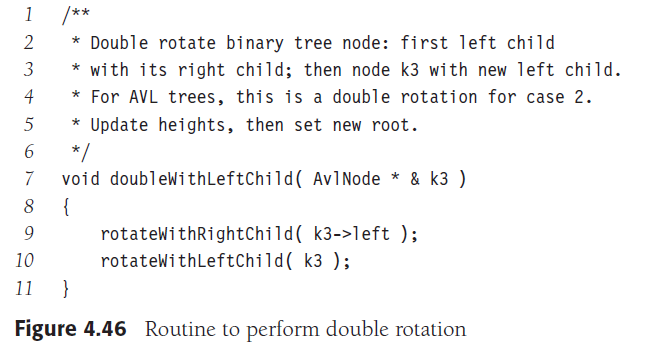 1 /**
2 * Double rotate binary tree node: first left child
3 * with its right child; then node k3 with new left child.
4 * For AVL trees, this is a double rotation for case 2.
5 * Update heights, then set new root.
6 */
7 void doubleWithLeftChild( AvlNode * & k3 )
8 {
9 rotateWithRightChild( k3->left );
10 rotateWithLeftChild( k3 );
11 }
Figure 4.46 Routine to perform double rotation